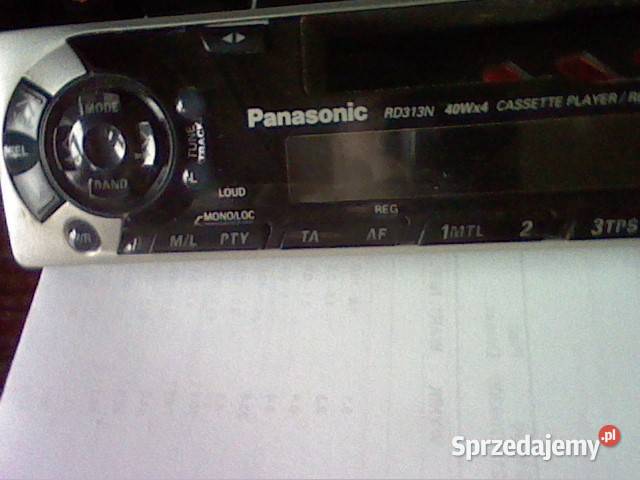 Panasonic RD313N 40Wx4 CASSETTE PLAYER / R
MODE
TUNE
TRACK
SEL
BAND
LOUD
MONO/LOC
REG
M/L PTY TA AF 1MTL 2 3TPS
Sprzedajemy.pl